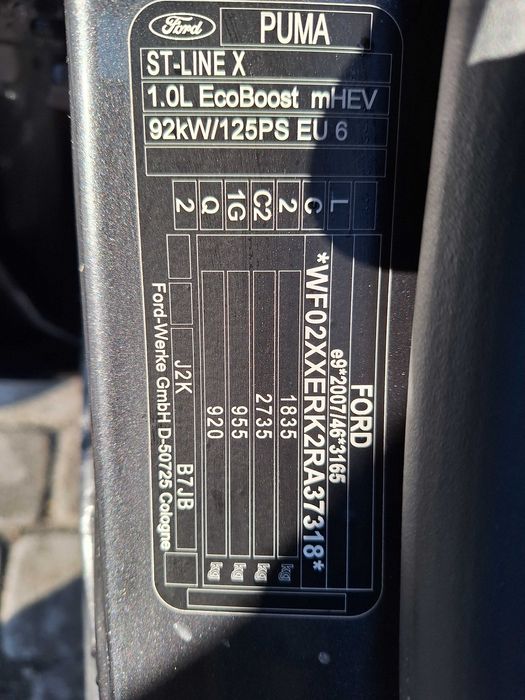 Ford PUMA
ST-LINE X
1.0L EcoBoost mHEV
92kW/125PS EU 6
2 Q 1G C2 2 C L
FORD
e9*2007/46*3165
*WF02XXERK2RA37318*
1835 kg
2735 kg
955 kg
920 kg
J2K B7JB
Ford-Werke GmbH D-50725 Cologne